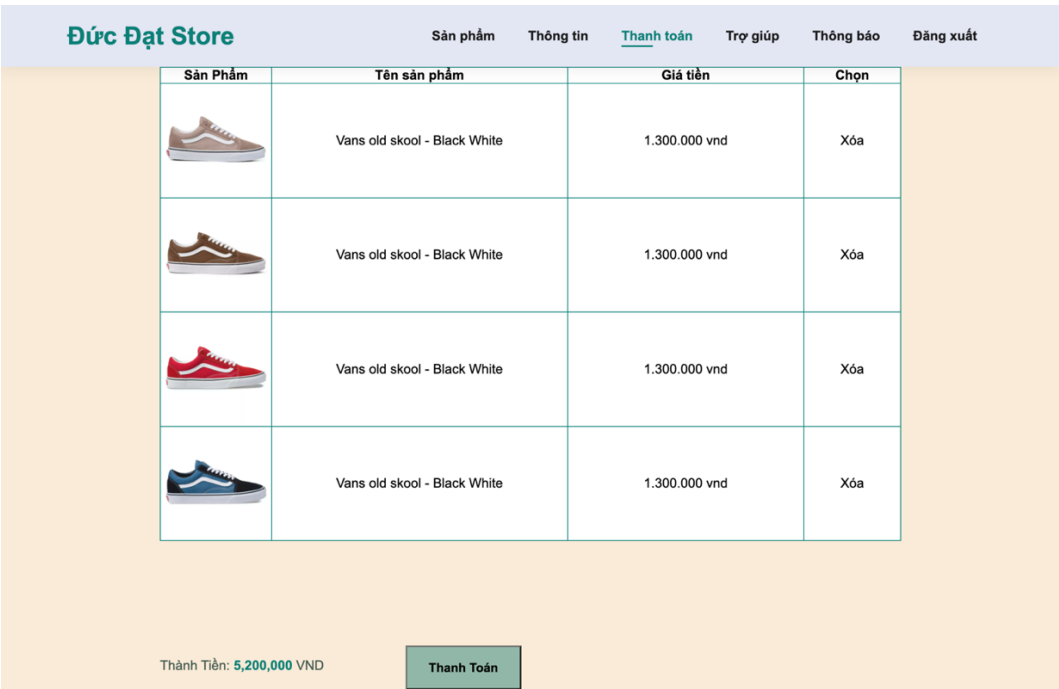 Đức Đạt Store
Sản phẩm Thông tin Thanh toán Trợ giúp Thông báo Đăng xuất
Sản Phẩm Tên sản phẩm Giá tiền Chọn
Vans old skool - Black White 1.300.000 vnd Xóa
Vans old skool - Black White 1.300.000 vnd Xóa
Vans old skool - Black White 1.300.000 vnd Xóa
Vans old skool - Black White 1.300.000 vnd Xóa
Thành Tiền: 5,200,000 VND Thanh Toán